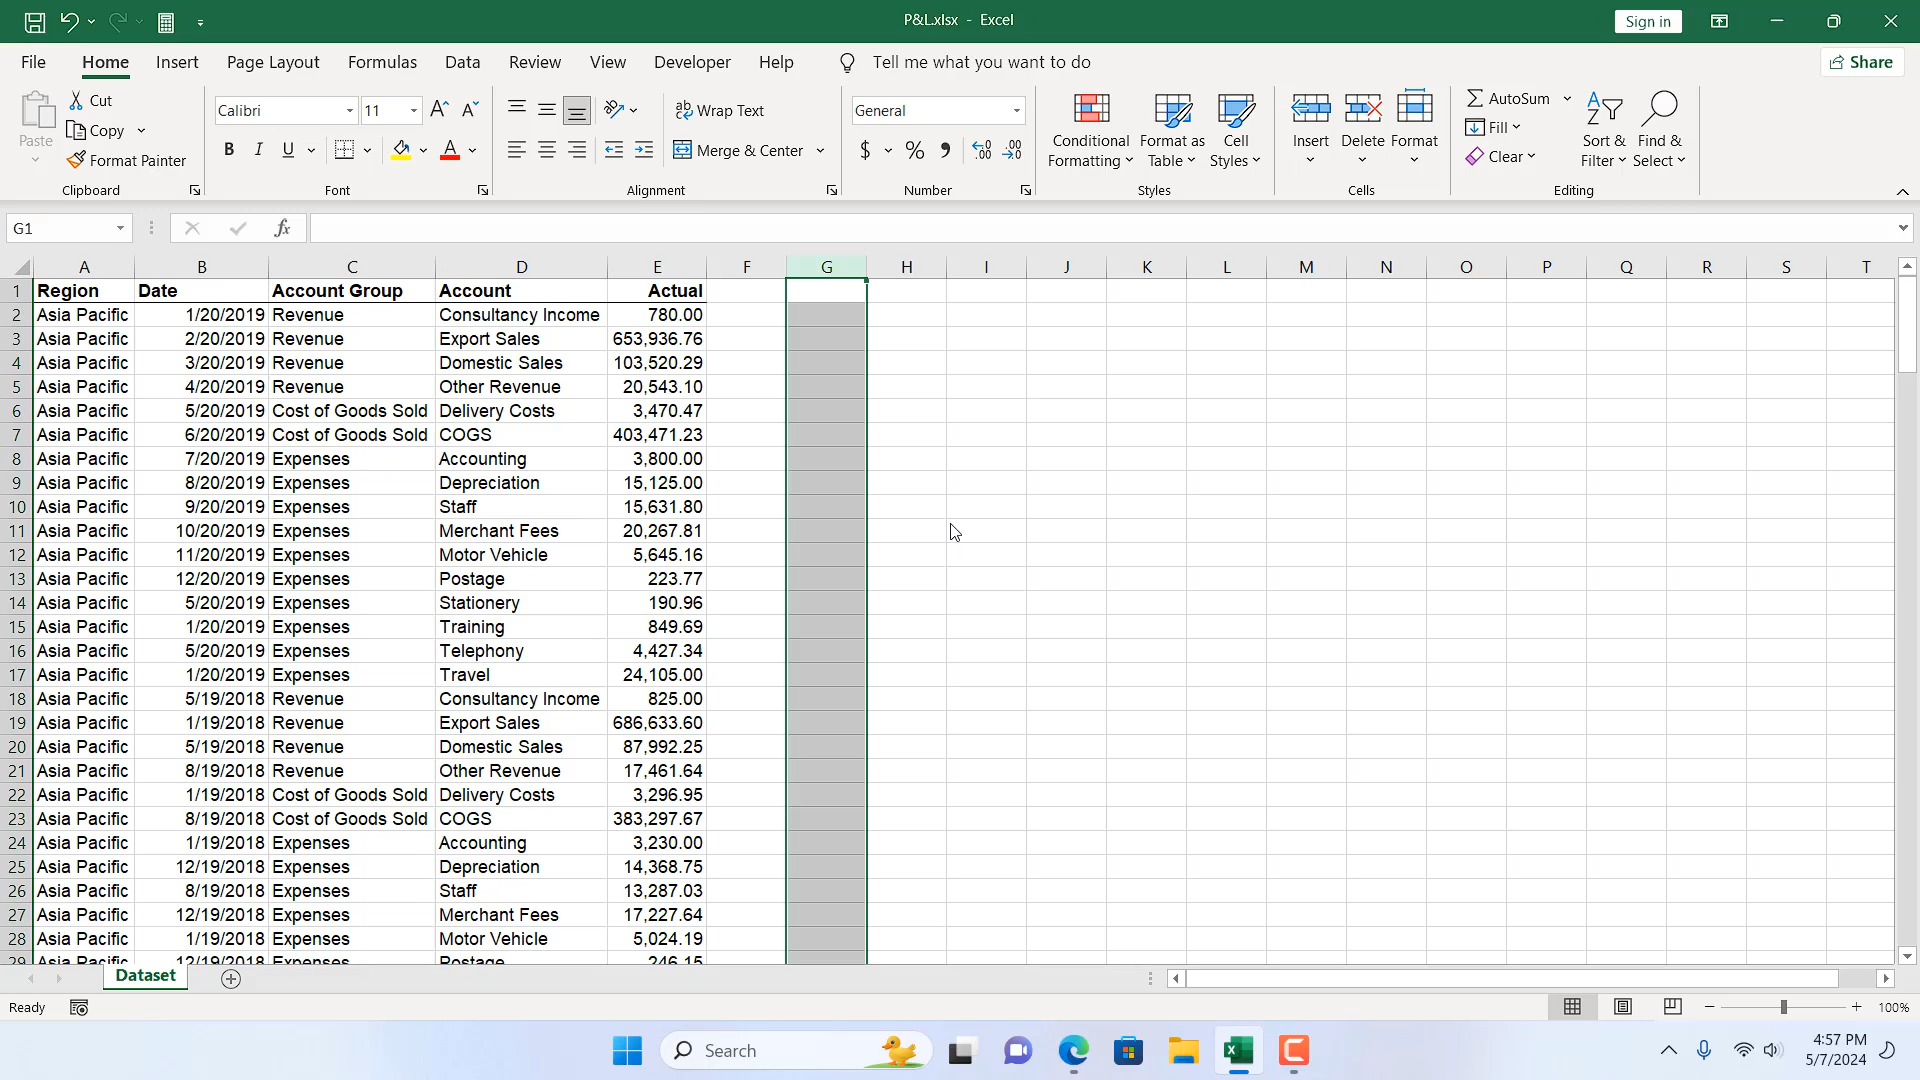 P&L.xlsx - Excel
Sign in
File Home Insert Page Layout Formulas Data Review View Developer Help Tell me what you want to do Share
Paste
Cut
Copy
Format Painter
Clipboard
Calibri 11
B I U A
Font
Wrap Text
Merge & Center
Alignment
General
$ % ,
Number
Conditional Formatting
Format as Table
Cell Styles
Styles
Insert Delete Format
Cells
AutoSum
Fill
Clear
Sort & Filter
Find & Select
Editing
G1 fx
A B C D E F G H I J K L M N O P Q R S T
1 Region Date Account Group Account Actual
2 Asia Pacific 1/20/2019 Revenue Consultancy Income 780.00
3 Asia Pacific 2/20/2019 Revenue Export Sales 653,936.76
4 Asia Pacific 3/20/2019 Revenue Domestic Sales 103,520.29
5 Asia Pacific 4/20/2019 Revenue Other Revenue 20,543.10
6 Asia Pacific 5/20/2019 Cost of Goods Sold Delivery Costs 3,470.47
7 Asia Pacific 6/20/2019 Cost of Goods Sold COGS 403,471.23
8 Asia Pacific 7/20/2019 Expenses Accounting 3,800.00
9 Asia Pacific 8/20/2019 Expenses Depreciation 15,125.00
10 Asia Pacific 9/20/2019 Expenses Staff 15,631.80
11 Asia Pacific 10/20/2019 Expenses Merchant Fees 20,267.81
12 Asia Pacific 11/20/2019 Expenses Motor Vehicle 5,645.16
13 Asia Pacific 12/20/2019 Expenses Postage 223.77
14 Asia Pacific 5/20/2019 Expenses Stationery 190.96
15 Asia Pacific 1/20/2019 Expenses Training 849.69
16 Asia Pacific 5/20/2019 Expenses Telephony 4,427.34
17 Asia Pacific 1/20/2019 Expenses Travel 24,105.00
18 Asia Pacific 5/19/2018 Revenue Consultancy Income 825.00
19 Asia Pacific 1/19/2018 Revenue Export Sales 686,633.60
20 Asia Pacific 5/19/2018 Revenue Domestic Sales 87,992.25
21 Asia Pacific 8/19/2018 Revenue Other Revenue 17,461.64
22 Asia Pacific 1/19/2018 Cost of Goods Sold Delivery Costs 3,296.95
23 Asia Pacific 8/19/2018 Cost of Goods Sold COGS 383,297.67
24 Asia Pacific 1/19/2018 Expenses Accounting 3,230.00
25 Asia Pacific 12/19/2018 Expenses Depreciation 14,368.75
26 Asia Pacific 8/19/2018 Expenses Staff 13,287.03
27 Asia Pacific 12/19/2018 Expenses Merchant Fees 17,227.64
28 Asia Pacific 1/19/2018 Expenses Motor Vehicle 5,024.19
29 Asia Pacific 12/19/2018 Expenses Postage 246.15
Dataset
Ready 100%
Search
4:57 PM
5/7/2024